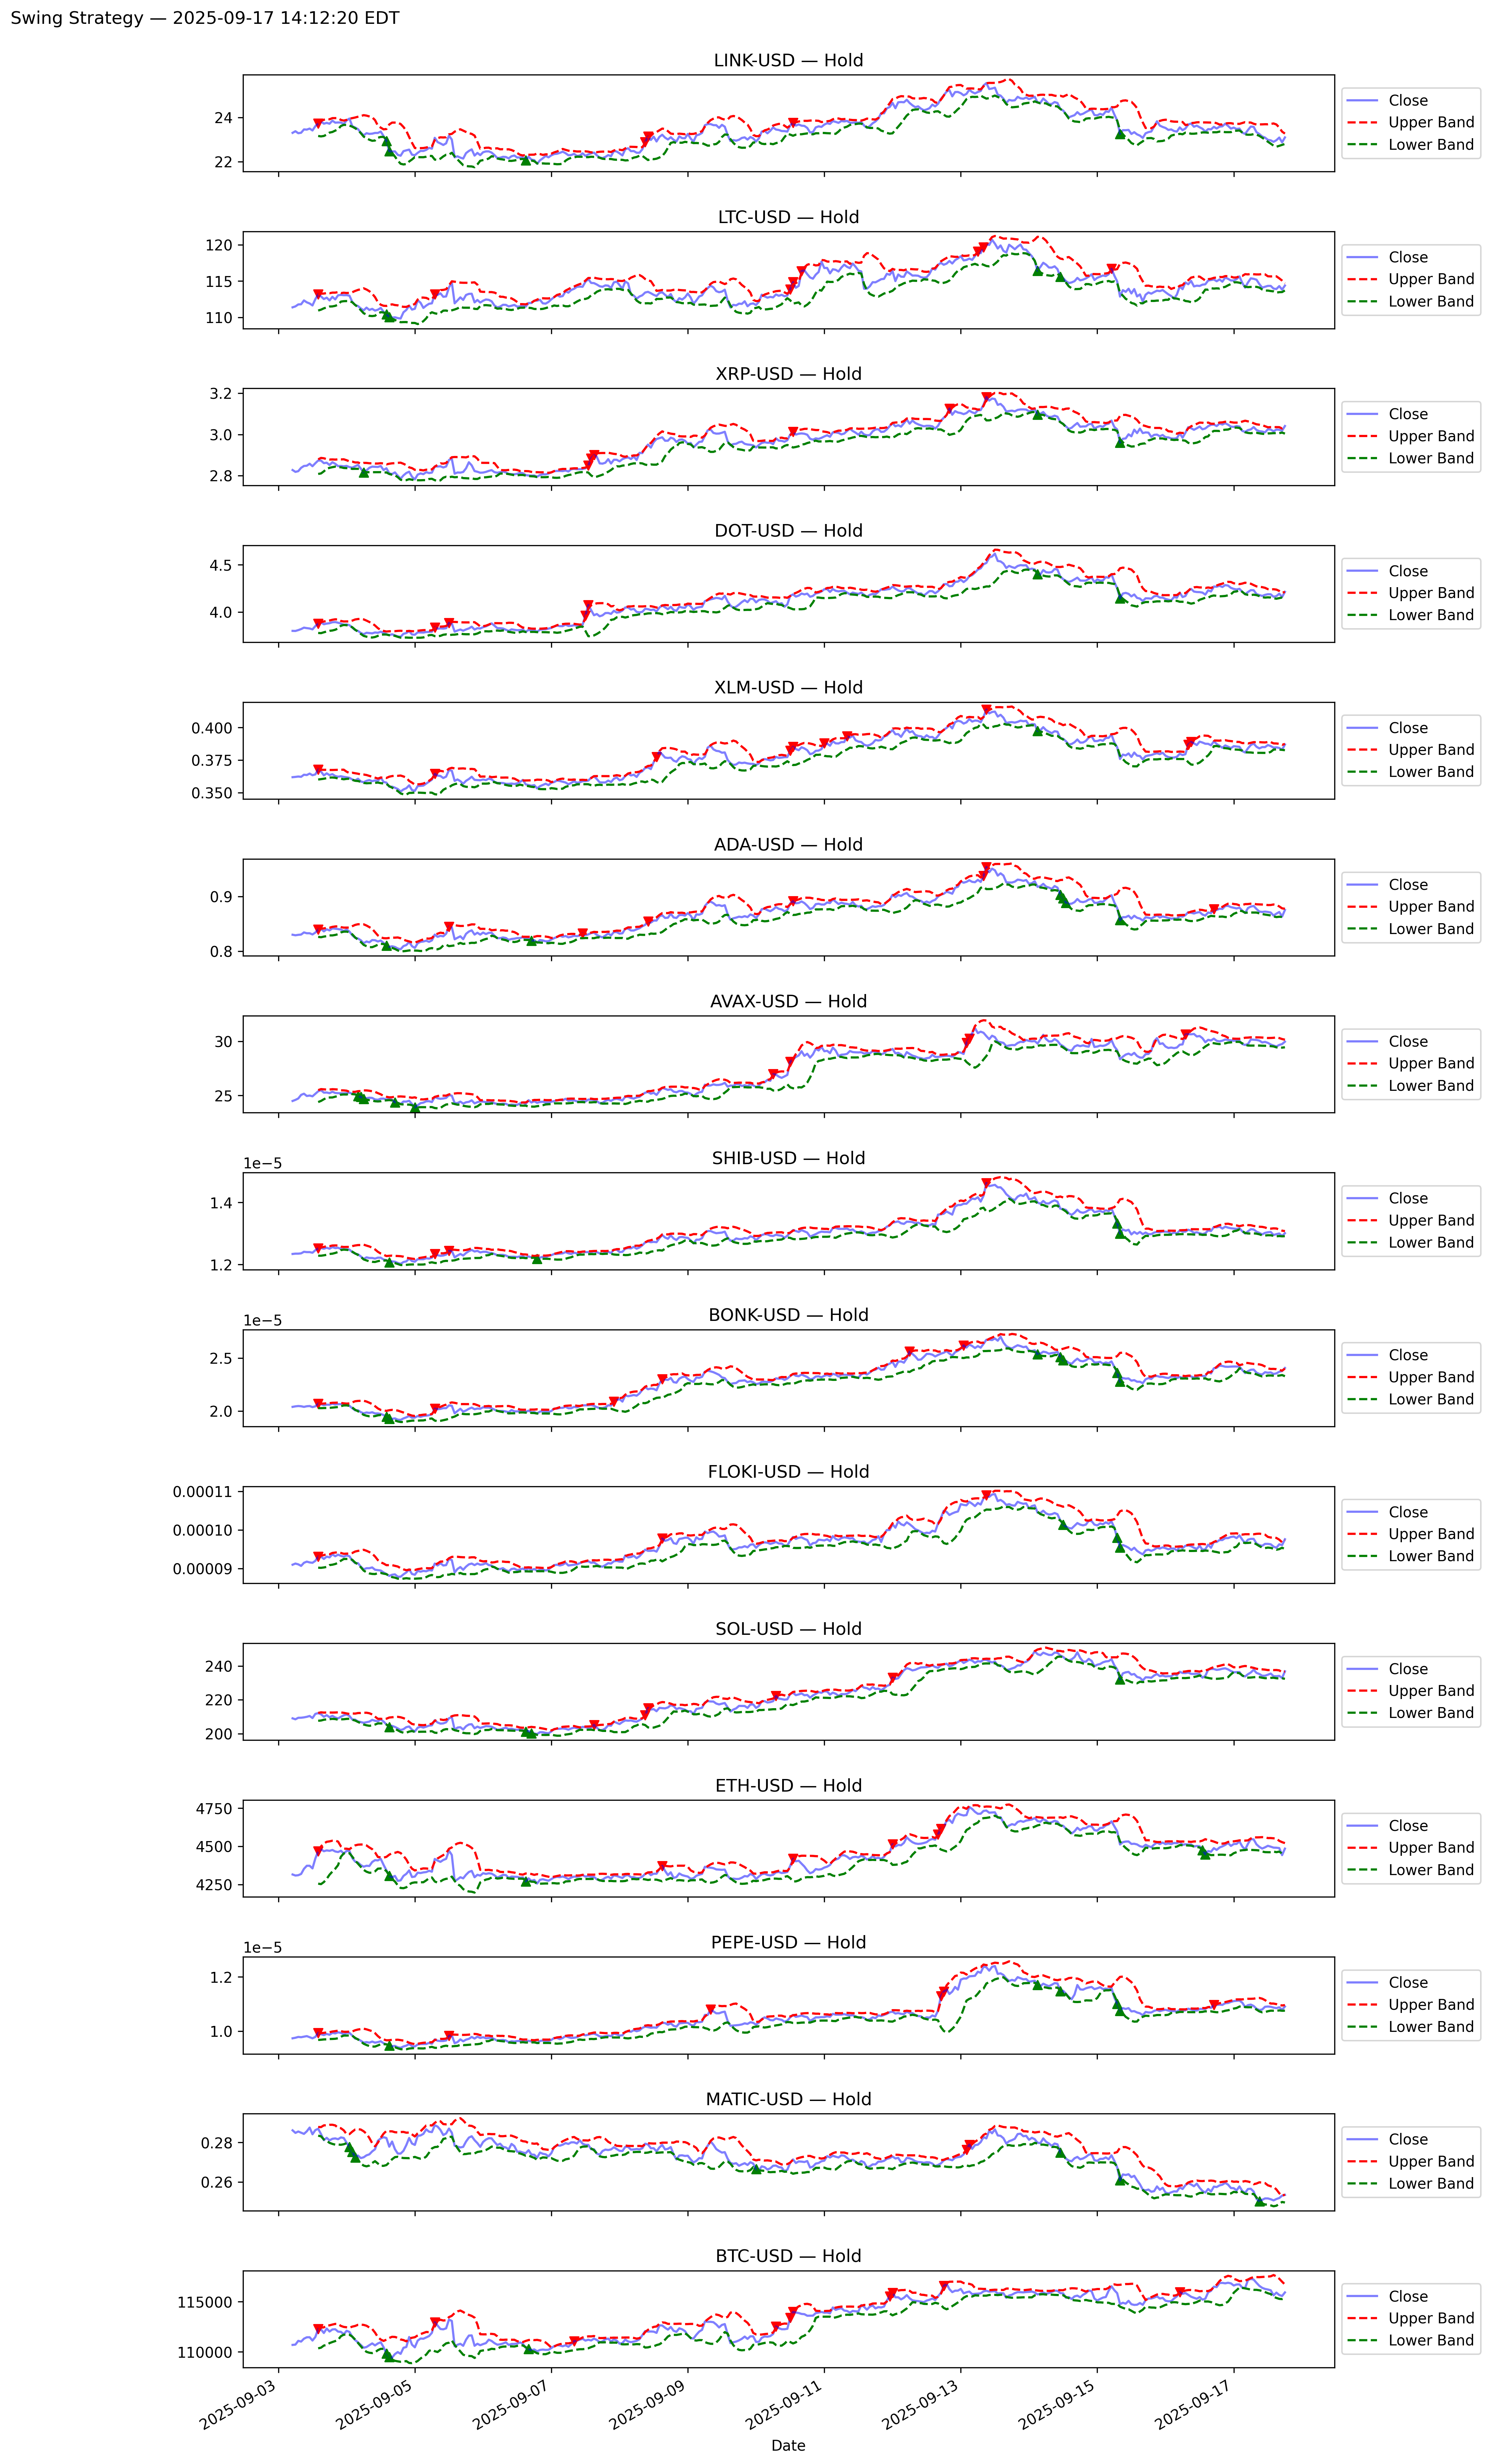 Swing Strategy — 2025-09-17 14:12:20 EDT
LINK-USD — Hold
24
22
Close
Upper Band
Lower Band
LTC-USD — Hold
120
115
110
Close
Upper Band
Lower Band
XRP-USD — Hold
3.2
3.0
2.8
Close
Upper Band
Lower Band
DOT-USD — Hold
4.5
4.0
Close
Upper Band
Lower Band
XLM-USD — Hold
0.400
0.375
0.350
Close
Upper Band
Lower Band
ADA-USD — Hold
0.9
0.8
Close
Upper Band
Lower Band
AVAX-USD — Hold
30
25
Close
Upper Band
Lower Band
SHIB-USD — Hold
1e−5
1.4
1.2
Close
Upper Band
Lower Band
BONK-USD — Hold
1e−5
2.5
2.0
Close
Upper Band
Lower Band
FLOKI-USD — Hold
0.00011
0.00010
0.00009
Close
Upper Band
Lower Band
SOL-USD — Hold
240
220
200
Close
Upper Band
Lower Band
ETH-USD — Hold
4750
4500
4250
Close
Upper Band
Lower Band
PEPE-USD — Hold
1e−5
1.2
1.0
Close
Upper Band
Lower Band
MATIC-USD — Hold
0.28
0.26
Close
Upper Band
Lower Band
BTC-USD — Hold
115000
110000
Close
Upper Band
Lower Band
2025-09-03
2025-09-05
2025-09-07
2025-09-09
2025-09-11
2025-09-13
2025-09-15
2025-09-17
Date